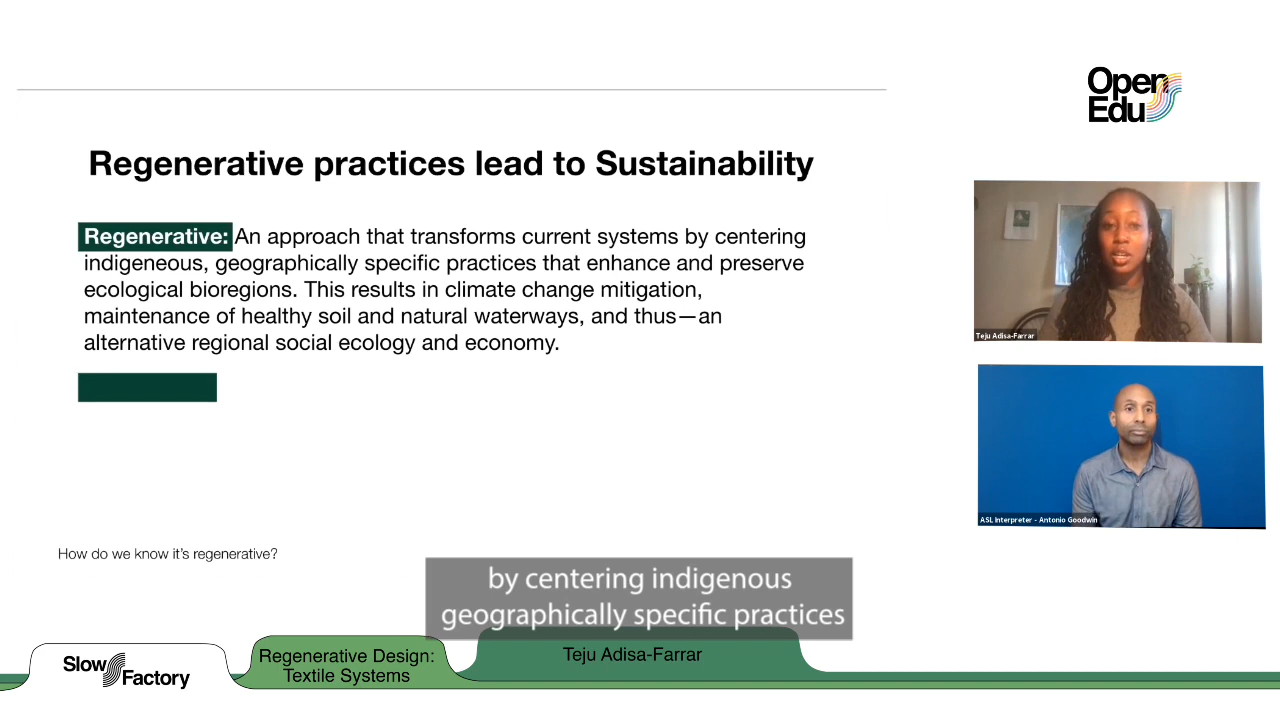 Open
Edu
Regenerative practices lead to Sustainability
Regenerative: An approach that transforms current systems by centering
indigeneous, geographically specific practices that enhance and preserve
ecological bioregions. This results in climate change mitigation,
maintenance of healthy soil and natural waterways, and thus—an
alternative regional social ecology and economy.
Teju Adisa-Farrar
ASL Interpreter - Antonio Goodwin
How do we know it's regenerative?
by centering indigenous
geographically specific practices
Slow
Factory
Regenerative Design:
Textile Systems
Teju Adisa-Farrar